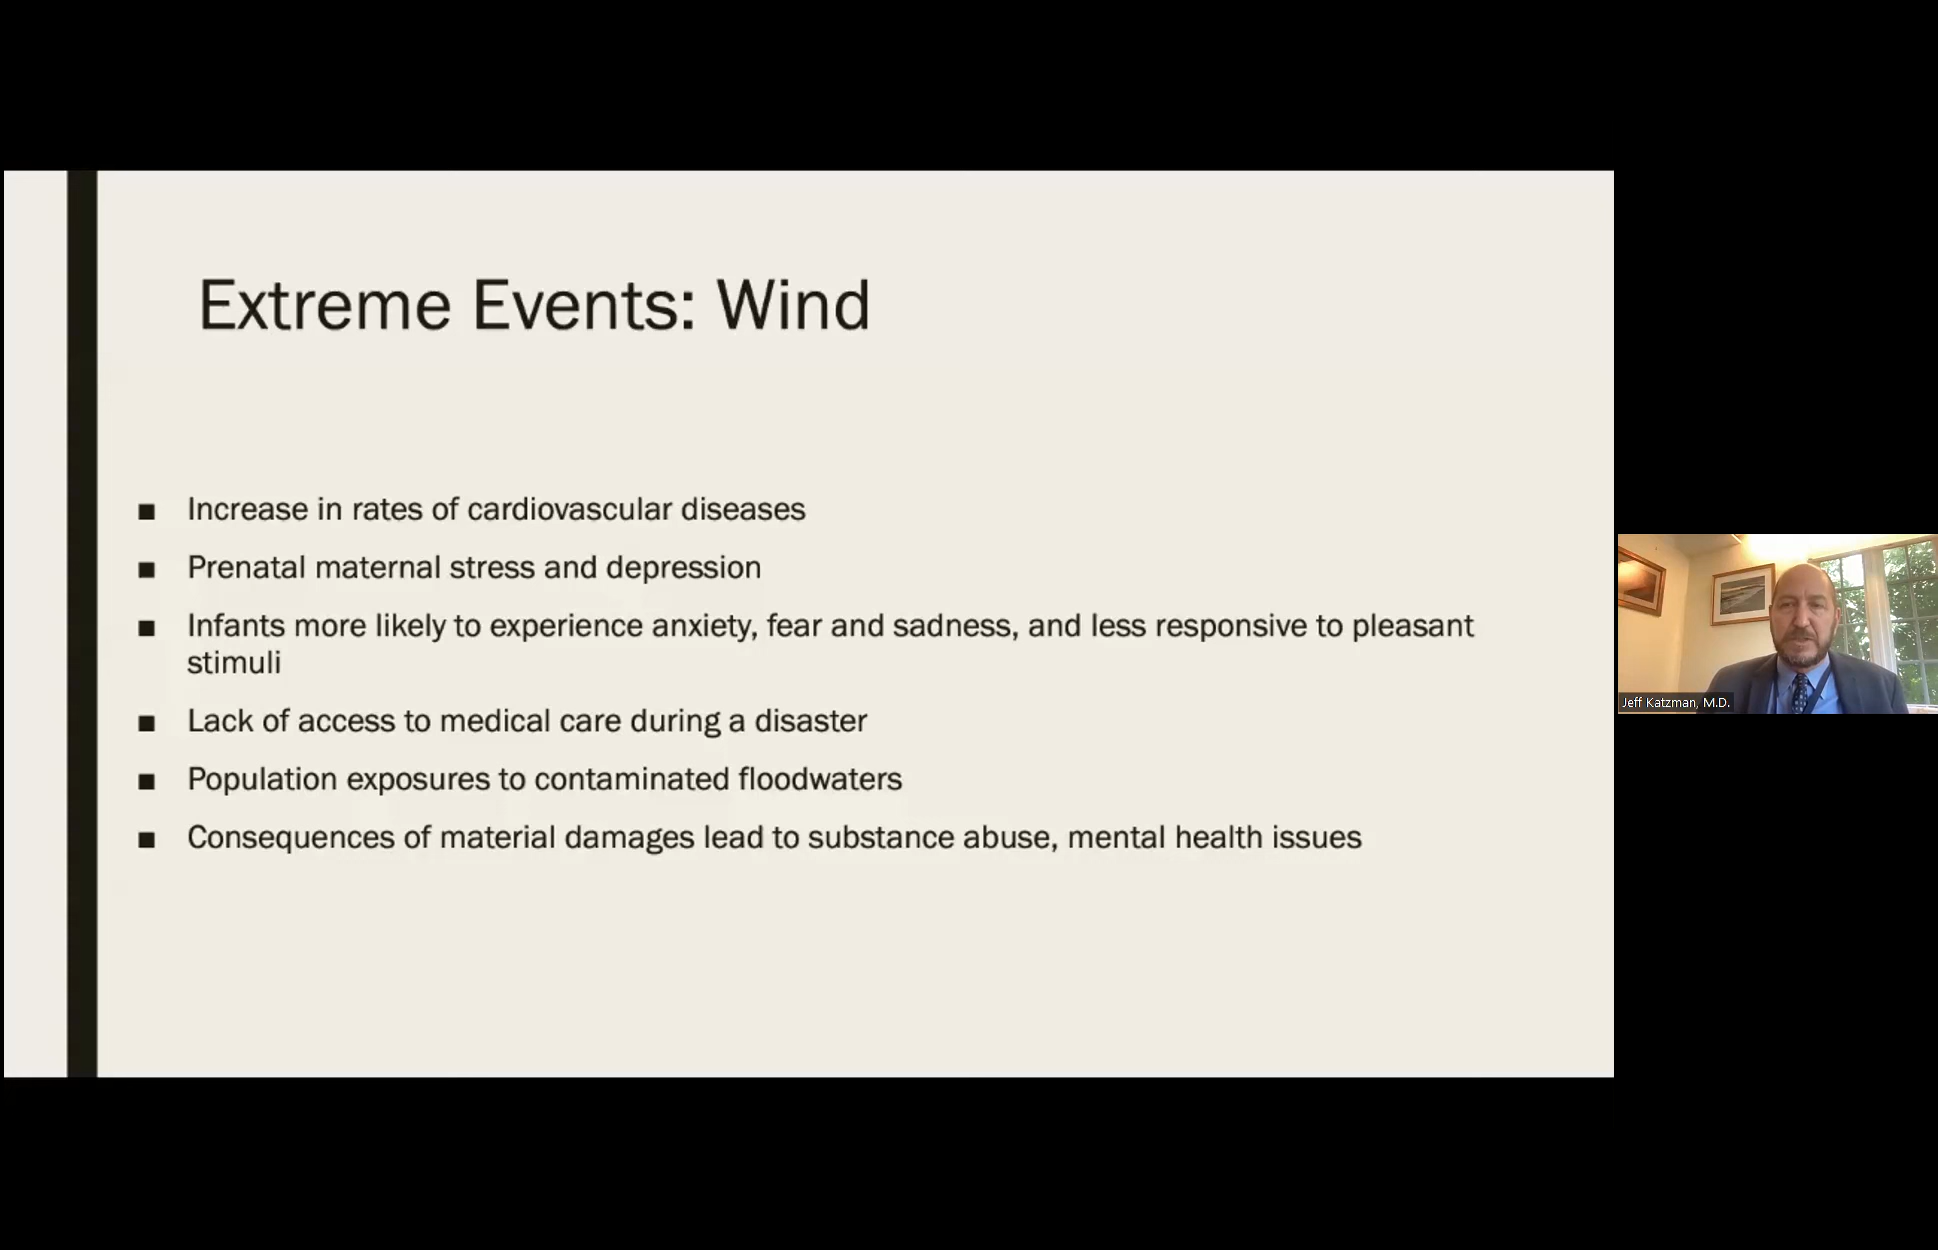 Extreme Events: Wind
■ Increase in rates of cardiovascular diseases
■ Prenatal maternal stress and depression
■ Infants more likely to experience anxiety, fear and sadness, and less responsive to pleasant
stimuli
■ Lack of access to medical care during a disaster
■ Population exposures to contaminated floodwaters
■ Consequences of material damages lead to substance abuse, mental health issues
Jeff Katzman, M.D.